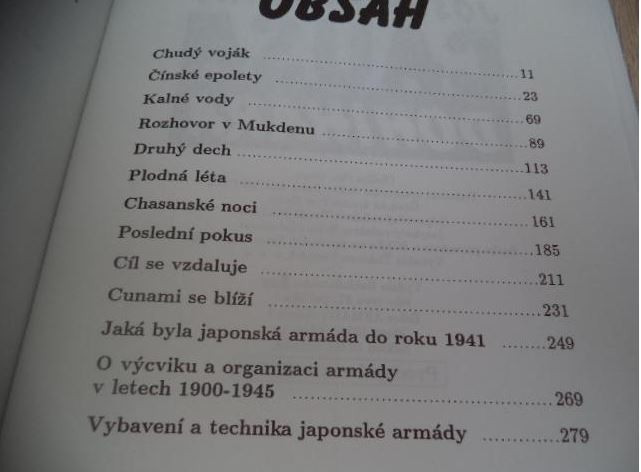 OBSAH
Chudý voják ........................................ 11
Čínské epolety ........................................ 23
Kalné vody ........................................ 69
Rozhovor v Mukdenu ........................................ 89
Druhý dech ........................................ 113
Plodná léta ........................................ 141
Chasanské noci ........................................ 161
Poslední pokus ........................................ 185
Cíl se vzdaluje ........................................ 211
Cunami se blíží ........................................ 231
Jaká byla japonská armáda do roku 1941 ........ 249
O výcviku a organizaci armády
v letech 1900-1945 ........................................ 269
Vybavení a technika japonské armády .............. 279